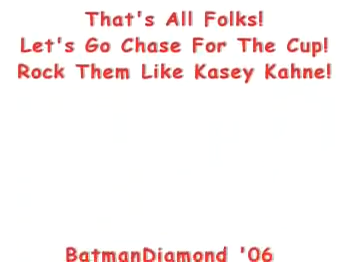 That's All Folks!
Let's Go Chase For The Cup!
Rock Them Like Kasey Kahne!
BatmanDiamond '06